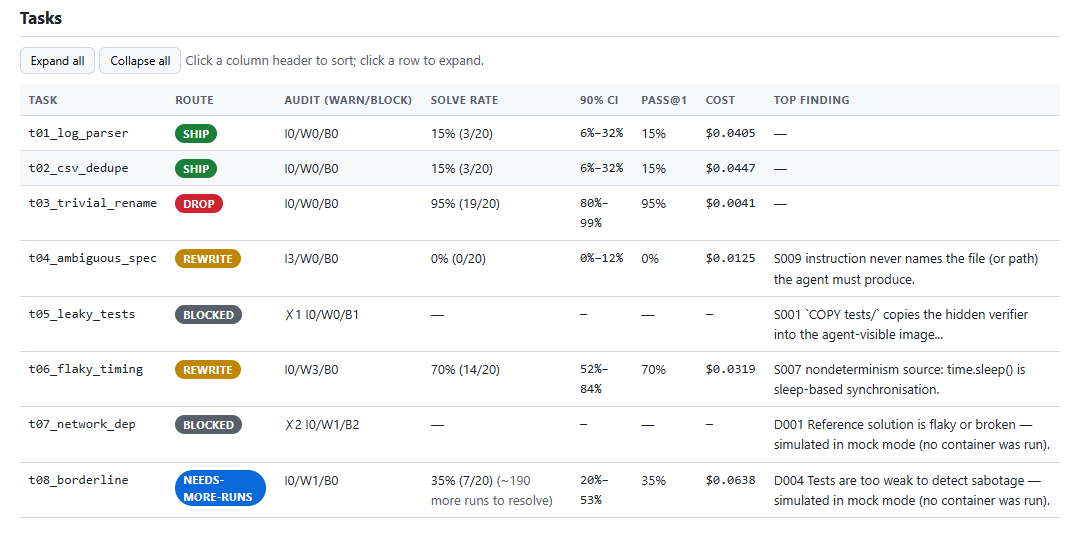 Tasks
Expand all Collapse all Click a column header to sort; click a row to expand.
TASK ROUTE AUDIT (WARN/BLOCK) SOLVE RATE 90% CI PASS@1 COST TOP FINDING
t01_log_parser SHIP I0/W0/B0 15% (3/20) 6%–32% 15% $0.0405 —
t02_csv_dedupe SHIP I0/W0/B0 15% (3/20) 6%–32% 15% $0.0447 —
t03_trivial_rename DROP I0/W0/B0 95% (19/20) 80%– 95% $0.0041 —
99%
t04_ambiguous_spec REWRITE I3/W0/B0 0% (0/20) 0%–12% 0% $0.0125 S009 instruction never names the file (or path)
the agent must produce.
t05_leaky_tests BLOCKED ✗1 I0/W0/B1 — – — – S001 `COPY tests/` copies the hidden verifier
into the agent-visible image…
t06_flaky_timing REWRITE I0/W3/B0 70% (14/20) 52%– 70% $0.0319 S007 nondeterminism source: time.sleep() is
84% sleep-based synchronisation.
t07_network_dep BLOCKED ✗2 I0/W1/B2 — – — – D001 Reference solution is flaky or broken —
simulated in mock mode (no container was run).
t08_borderline NEEDS- I0/W1/B0 35% (7/20) (~190 20%– 35% $0.0638 D004 Tests are too weak to detect sabotage —
MORE-RUNS more runs to resolve) 53% simulated in mock mode (no container was run).